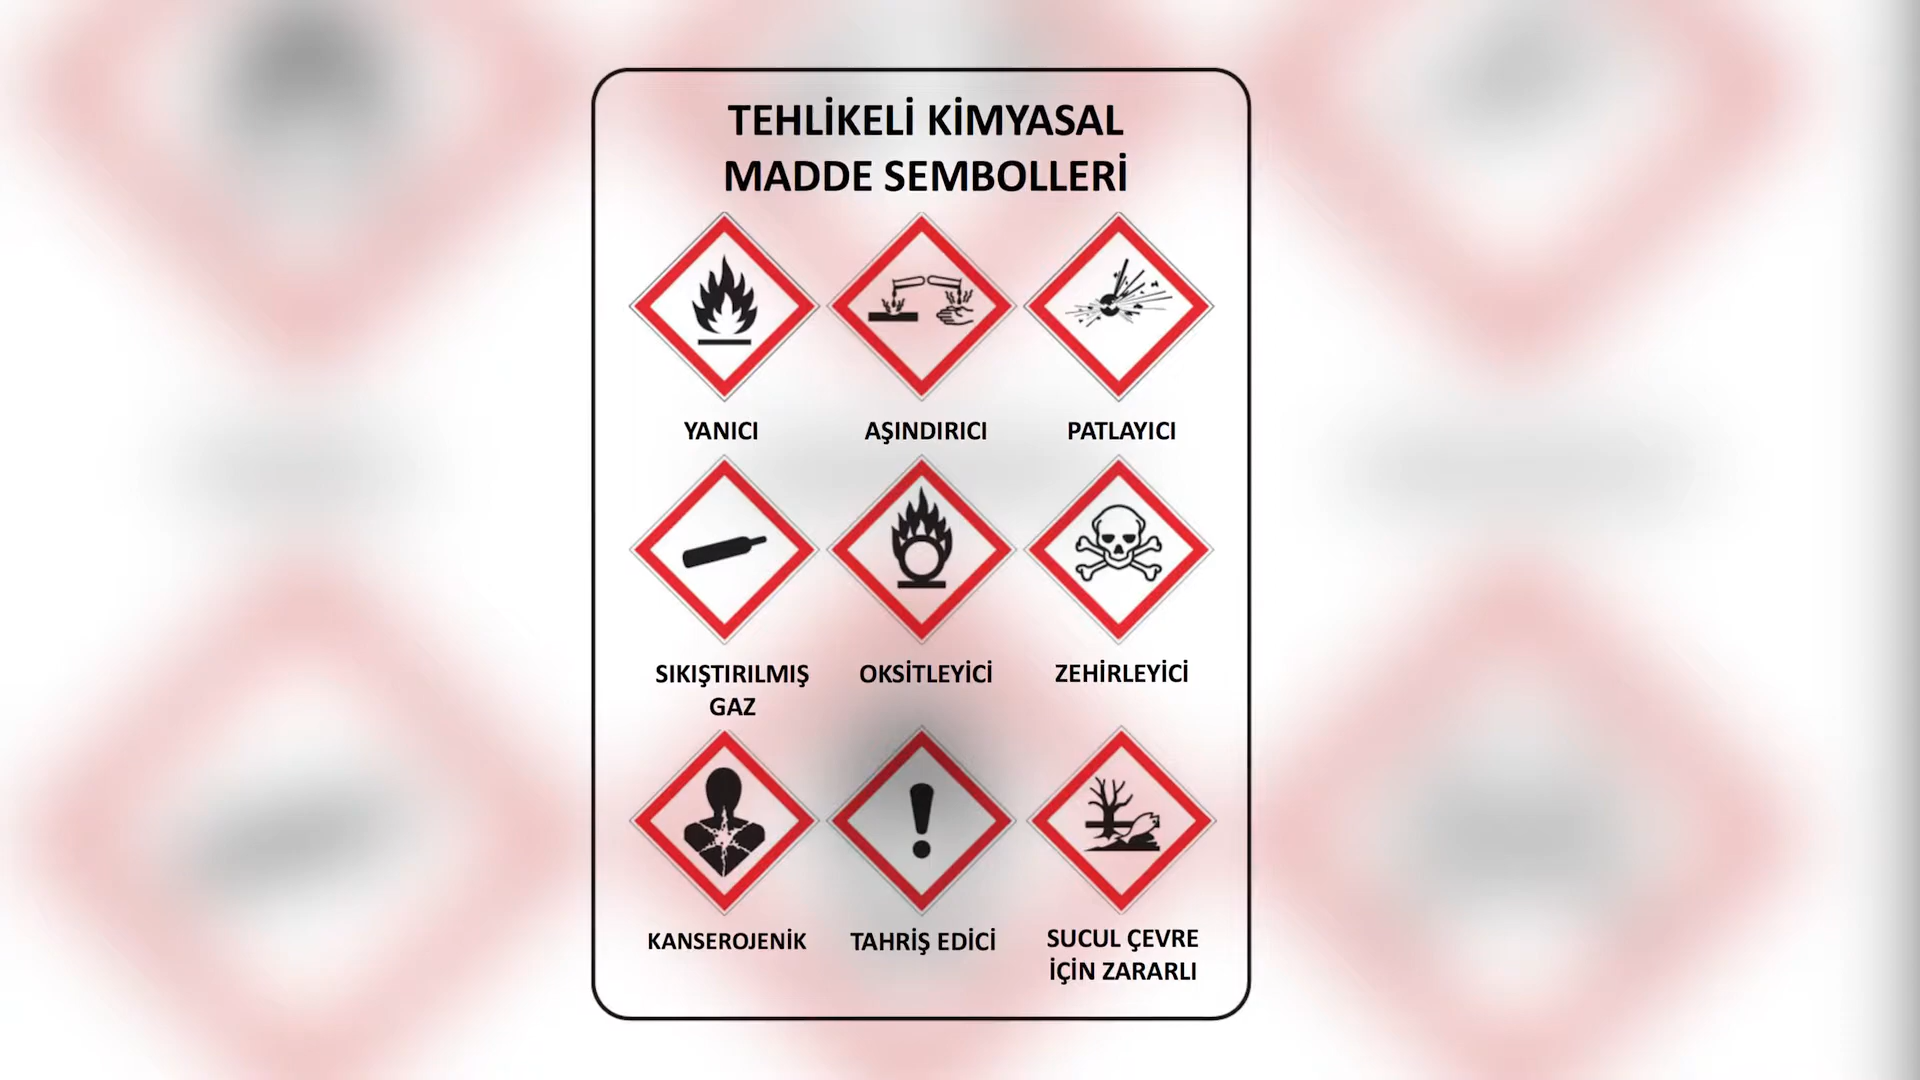 TEHLİKELİ KİMYASAL
MADDE SEMBOLLERİ
YANICI
AŞINDIRICI
PATLAYICI
SIKIŞTIRILMIŞ
GAZ
OKSİTLEYİCİ
ZEHİRLEYİCİ
KANSEROJENİK
TAHRİŞ EDİCİ
SUCUL ÇEVRE
İÇİN ZARARLI